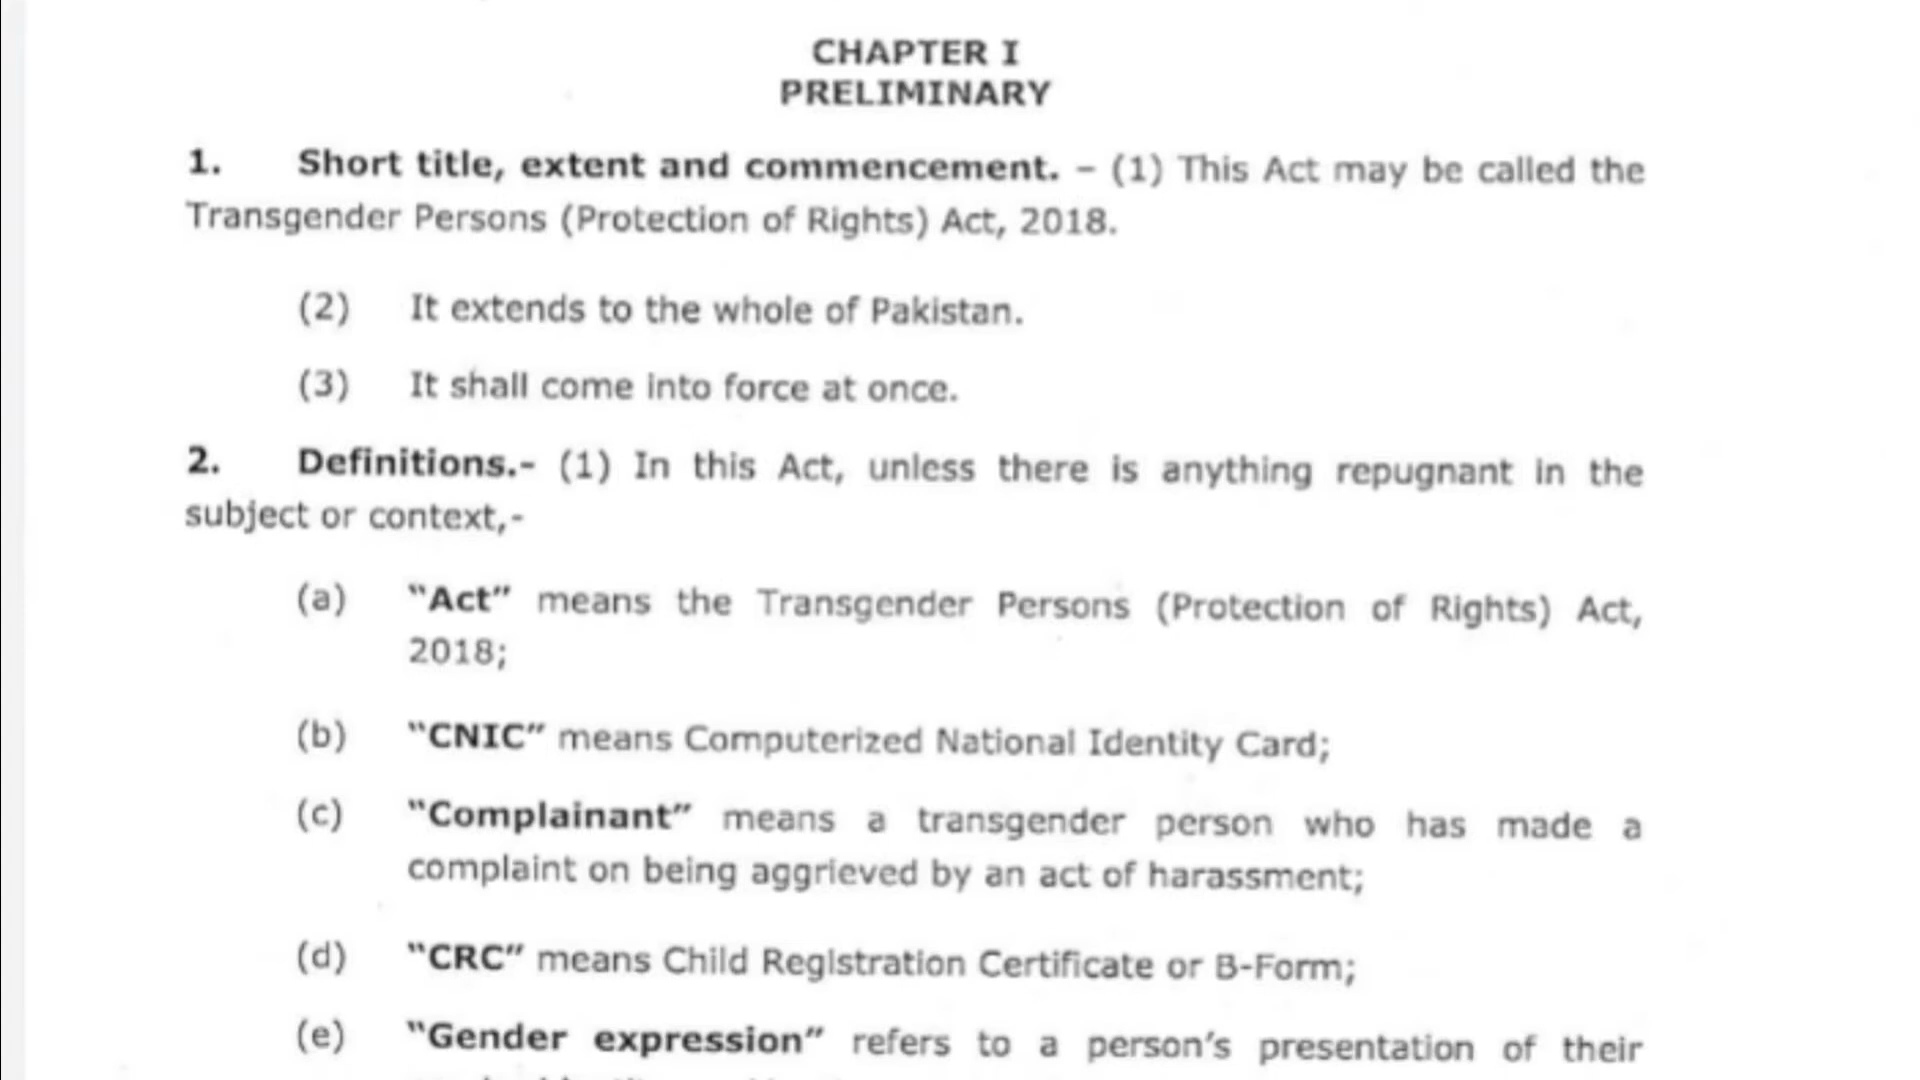 CHAPTER I
PRELIMINARY
1. Short title, extent and commencement. – (1) This Act may be called the
Transgender Persons (Protection of Rights) Act, 2018.
(2) It extends to the whole of Pakistan.
(3) It shall come into force at once.
2. Definitions.- (1) In this Act, unless there is anything repugnant in the
subject or context,-
(a) “Act” means the Transgender Persons (Protection of Rights) Act,
2018;
(b) “CNIC” means Computerized National Identity Card;
(c) “Complainant” means a transgender person who has made a
complaint on being aggrieved by an act of harassment;
(d) “CRC” means Child Registration Certificate or B-Form;
(e) “Gender expression” refers to a person’s presentation of their